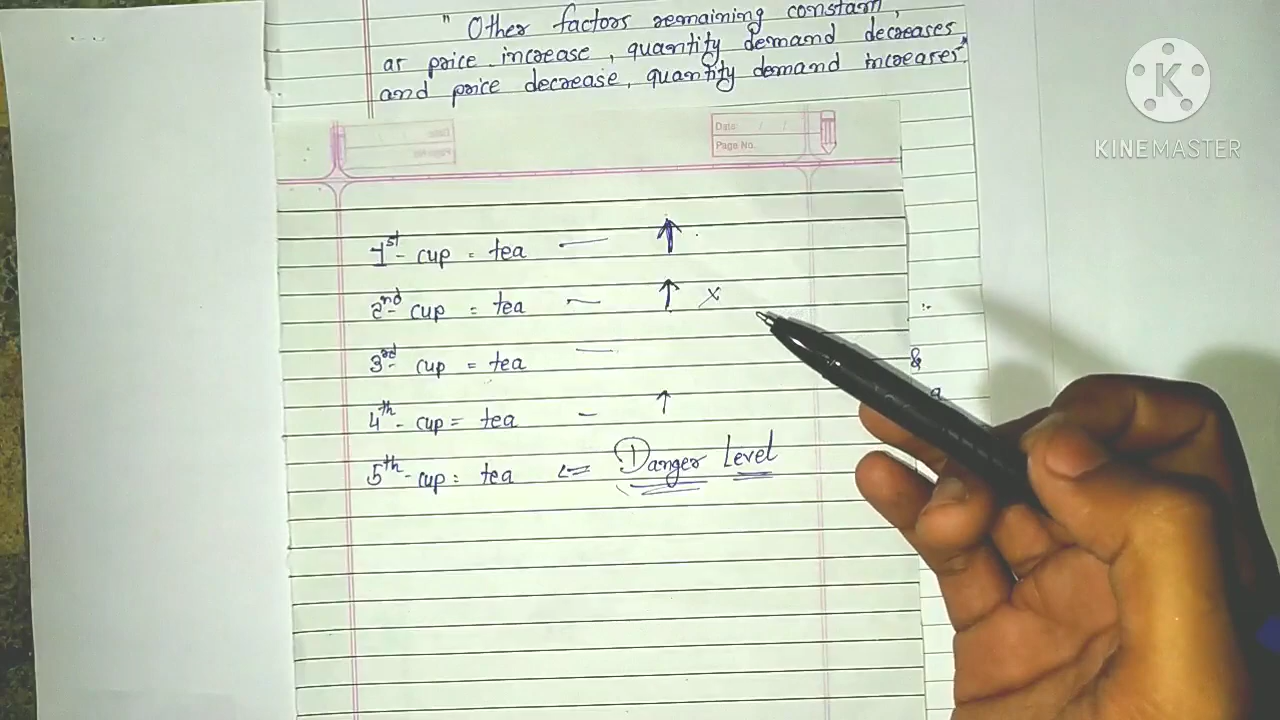 " Other factors remaining constant,
as price increase, quantity demand decreases
and price decrease, quantity demand increases"
Date / /
Page No.
K
KINEMASTER
1st - cup = tea — ↑
2nd - cup = tea — ↑ x
3rd - cup = tea —
&
4th - cup = tea - ↑
a
5th - cup = tea <= Danger Level